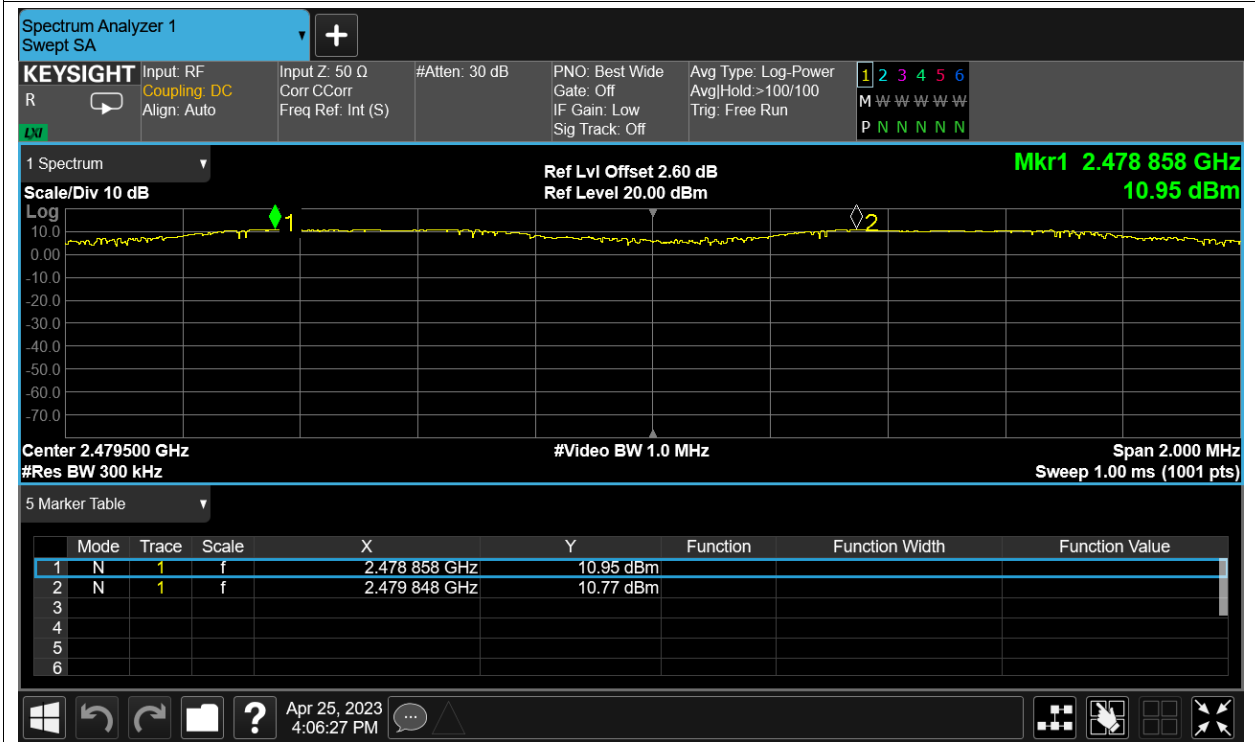 Spectrum Analyzer 1
Swept SA
+
KEYSIGHT Input: RF Input Z: 50 Ω #Atten: 30 dB PNO: Best Wide Avg Type: Log-Power 1 2 3 4 5 6
R Coupling: DC Corr CCorr Gate: Off Avg|Hold:>100/100 M W W W W W
Align: Auto Freq Ref: Int (S) IF Gain: Low Trig: Free Run
LXI Sig Track: Off P N N N N N
1 Spectrum Ref Lvl Offset 2.60 dB Mkr1 2.478 858 GHz
Scale/Div 10 dB Ref Level 20.00 dBm 10.95 dBm
Log
1 2
10.0
0.00
-10.0
-20.0
-30.0
-40.0
-50.0
-60.0
-70.0
Center 2.479500 GHz #Video BW 1.0 MHz Span 2.000 MHz
#Res BW 300 kHz Sweep 1.00 ms (1001 pts)
5 Marker Table
Mode Trace Scale X Y Function Function Width Function Value
1 N 1 f 2.478 858 GHz 10.95 dBm
2 N 1 f 2.479 848 GHz 10.77 dBm
3
4
5
6
? Apr 25, 2023
4:06:27 PM